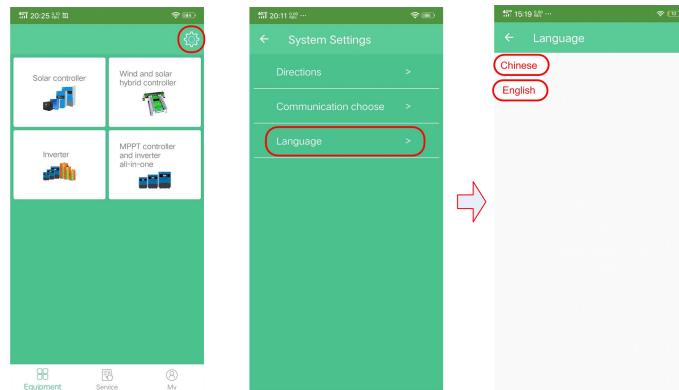 20:25
Solar controller
Wind and solar
hybrid controller
Inverter
MPPT controller
and inverter
all-in-one
Equipment
Service
My
20:11
System Settings
Directions >
Communication choose >
Language >
15:19
Language
Chinese
English